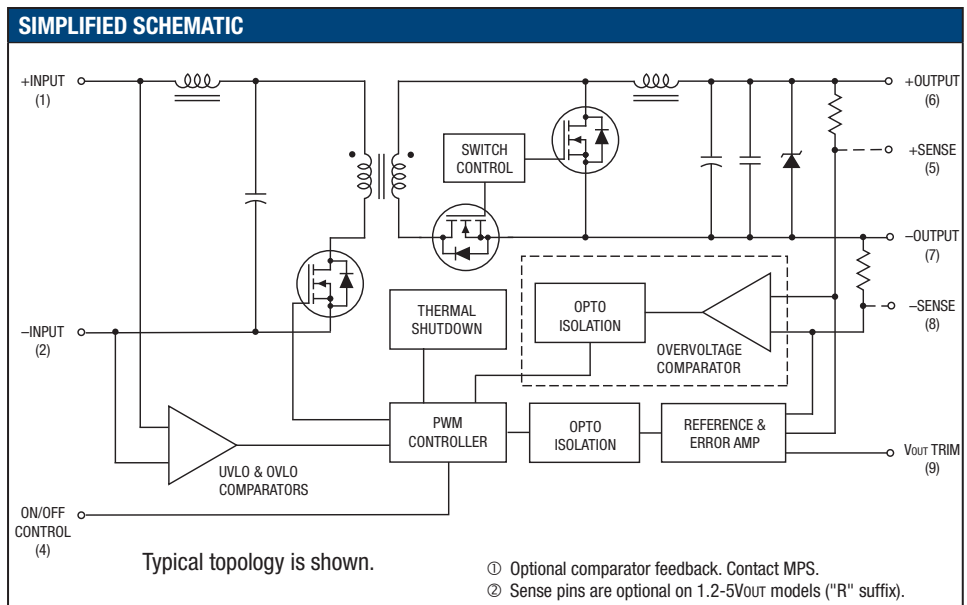 SIMPLIFIED SCHEMATIC
+INPUT
(1)
+OUTPUT
(6)
SWITCH
CONTROL
+SENSE
(5)
–OUTPUT
(7)
THERMAL
SHUTDOWN
OPTO
ISOLATION
–INPUT
(2)
–SENSE
(8)
OVERVOLTAGE
COMPARATOR
PWM
CONTROLLER
OPTO
ISOLATION
REFERENCE &
ERROR AMP
VOUT TRIM
(9)
UVLO & OVLO
COMPARATORS
ON/OFF
CONTROL
(4)
Typical topology is shown.
① Optional comparator feedback. Contact MPS.
② Sense pins are optional on 1.2-5VOUT models ("R" suffix).